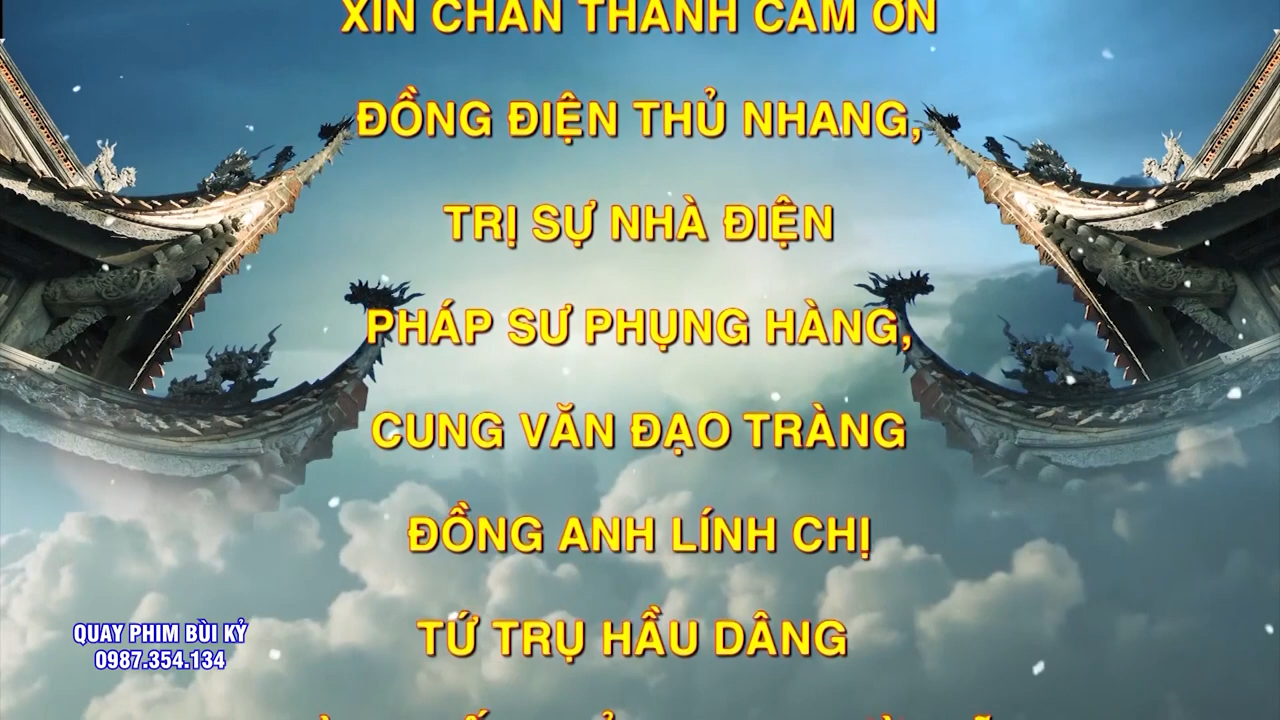 XIN CHÂN THÀNH CẢM ƠN
ĐỒNG ĐIỆN THỦ NHANG,
TRỊ SỰ NHÀ ĐIỆN
PHÁP SƯ PHỤNG HÀNG,
CUNG VĂN ĐẠO TRÀNG
ĐỒNG ANH LÍNH CHỊ
TỨ TRỤ HẦU DÂNG
QUAY PHIM BÙI KỶ
0987.354.134